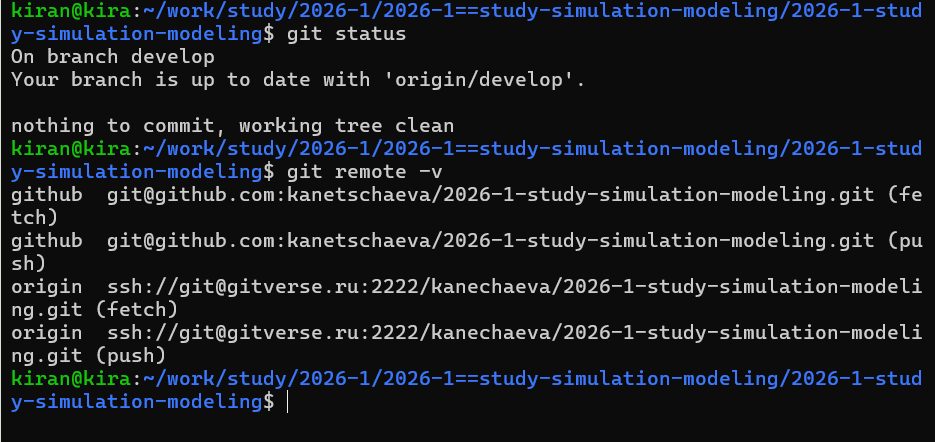 kiran@kira:~/work/study/2026-1/2026-1==study-simulation-modeling/2026-1-stud
y-simulation-modeling$ git status
On branch develop
Your branch is up to date with 'origin/develop'.
nothing to commit, working tree clean
kiran@kira:~/work/study/2026-1/2026-1==study-simulation-modeling/2026-1-stud
y-simulation-modeling$ git remote -v
github  git@github.com:kanetschaeva/2026-1-study-simulation-modeling.git (fe
tch)
github  git@github.com:kanetschaeva/2026-1-study-simulation-modeling.git (pu
sh)
origin  ssh://git@gitverse.ru:2222/kanechaeva/2026-1-study-simulation-modeli
ng.git (fetch)
origin  ssh://git@gitverse.ru:2222/kanechaeva/2026-1-study-simulation-modeli
ng.git (push)
kiran@kira:~/work/study/2026-1/2026-1==study-simulation-modeling/2026-1-stud
y-simulation-modeling$